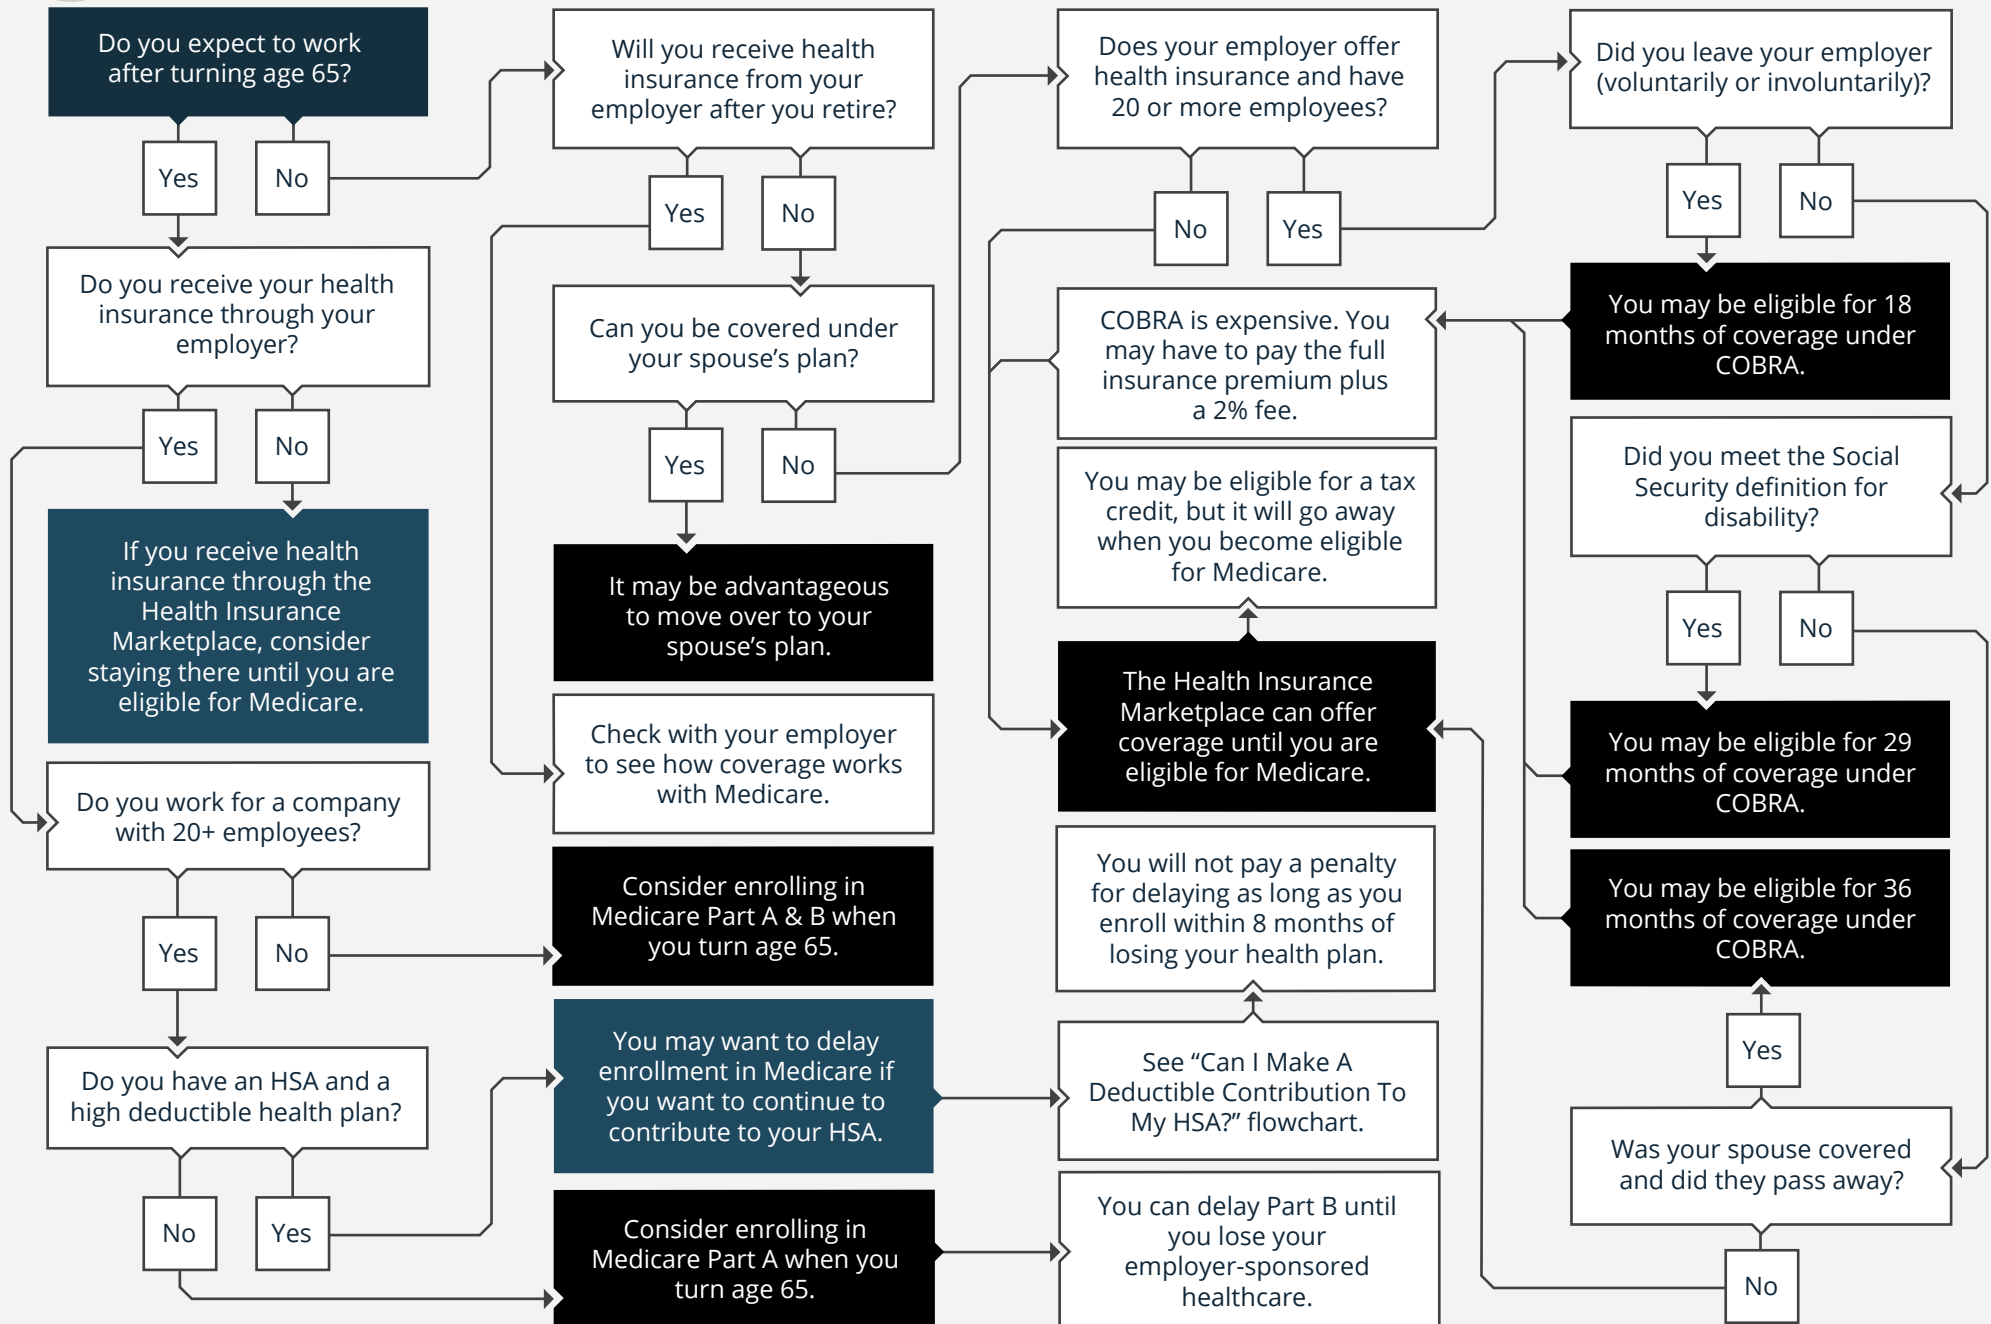 Do you expect to work
after turning age 65?
Yes
No
Do you receive your health
insurance through your
employer?
Yes
No
If you receive health
insurance through the
Health Insurance
Marketplace, consider
staying there until you are
eligible for Medicare.
Do you work for a company
with 20+ employees?
Yes
No
Do you have an HSA and a
high deductible health plan?
No
Yes
Will you receive health
insurance from your
employer after you retire?
Yes
No
Can you be covered under
your spouse’s plan?
Yes
No
It may be advantageous
to move over to your
spouse’s plan.
Check with your employer
to see how coverage works
with Medicare.
Consider enrolling in
Medicare Part A & B when
you turn age 65.
You may want to delay
enrollment in Medicare if
you want to continue to
contribute to your HSA.
Consider enrolling in
Medicare Part A when you
turn age 65.
Does your employer offer
health insurance and have
20 or more employees?
No
Yes
COBRA is expensive. You
may have to pay the full
insurance premium plus
a 2% fee.
You may be eligible for a tax
credit, but it will go away
when you become eligible
for Medicare.
The Health Insurance
Marketplace can offer
coverage until you are
eligible for Medicare.
You will not pay a penalty
for delaying as long as you
enroll within 8 months of
losing your health plan.
See “Can I Make A
Deductible Contribution To
My HSA?” flowchart.
You can delay Part B until
you lose your
employer-sponsored
healthcare.
Did you leave your employer
(voluntarily or involuntarily)?
Yes
No
You may be eligible for 18
months of coverage under
COBRA.
Did you meet the Social
Security definition for
disability?
Yes
No
You may be eligible for 29
months of coverage under
COBRA.
You may be eligible for 36
months of coverage under
COBRA.
Yes
Was your spouse covered
and did they pass away?
No